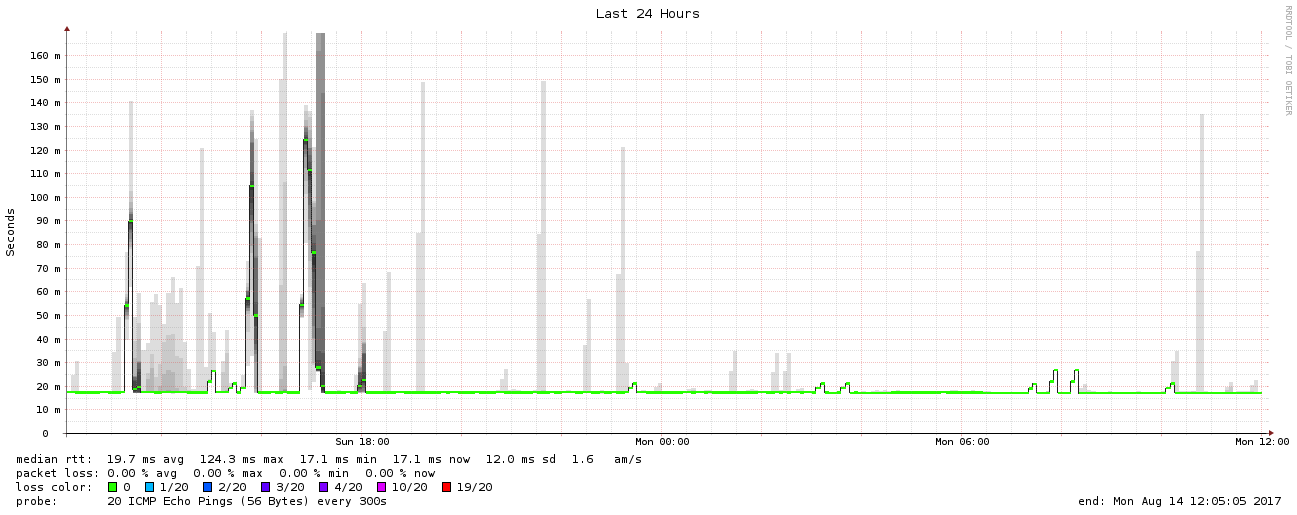 Last 24 Hours
RRDTOOL / TOBI OETIKER
Seconds
160 m
150 m
140 m
130 m
120 m
110 m
100 m
90 m
80 m
70 m
60 m
50 m
40 m
30 m
20 m
10 m
0
Sun 18:00 Mon 00:00 Mon 06:00 Mon 12:00
median rtt: 19.7 ms avg 124.3 ms max 17.1 ms min 17.1 ms now 12.0 ms sd 1.6 am/s
packet loss: 0.00 % avg 0.00 % max 0.00 % min 0.00 % now
loss color: 0 1/20 2/20 3/20 4/20 10/20 19/20
probe: 20 ICMP Echo Pings (56 Bytes) every 300s end: Mon Aug 14 12:05:05 2017